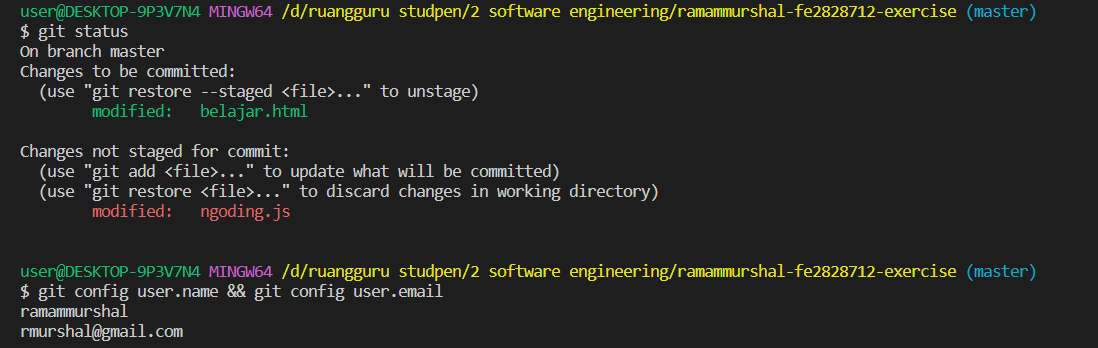 user@DESKTOP-9P3V7N4 MINGW64 /d/ruangguru studpen/2 software engineering/ramammurshal-fe2828712-exercise (master)
$ git status
On branch master
Changes to be committed:
  (use "git restore --staged <file>..." to unstage)
        modified:   belajar.html

Changes not staged for commit:
  (use "git add <file>..." to update what will be committed)
  (use "git restore <file>..." to discard changes in working directory)
        modified:   ngoding.js

user@DESKTOP-9P3V7N4 MINGW64 /d/ruangguru studpen/2 software engineering/ramammurshal-fe2828712-exercise (master)
$ git config user.name && git config user.email
ramammurshal
rmurshal@gmail.com